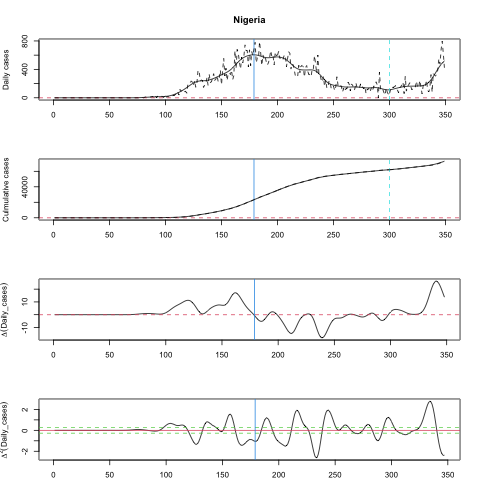 Nigeria
Daily cases
0 400 800
0 50 100 150 200 250 300 350
Culmulative cases
0 40000
0 50 100 150 200 250 300 350
Δ(Daily_cases)
-10 0 10
0 50 100 150 200 250 300 350
Δ²(Daily_cases)
-2 0 1 2
0 50 100 150 200 250 300 350